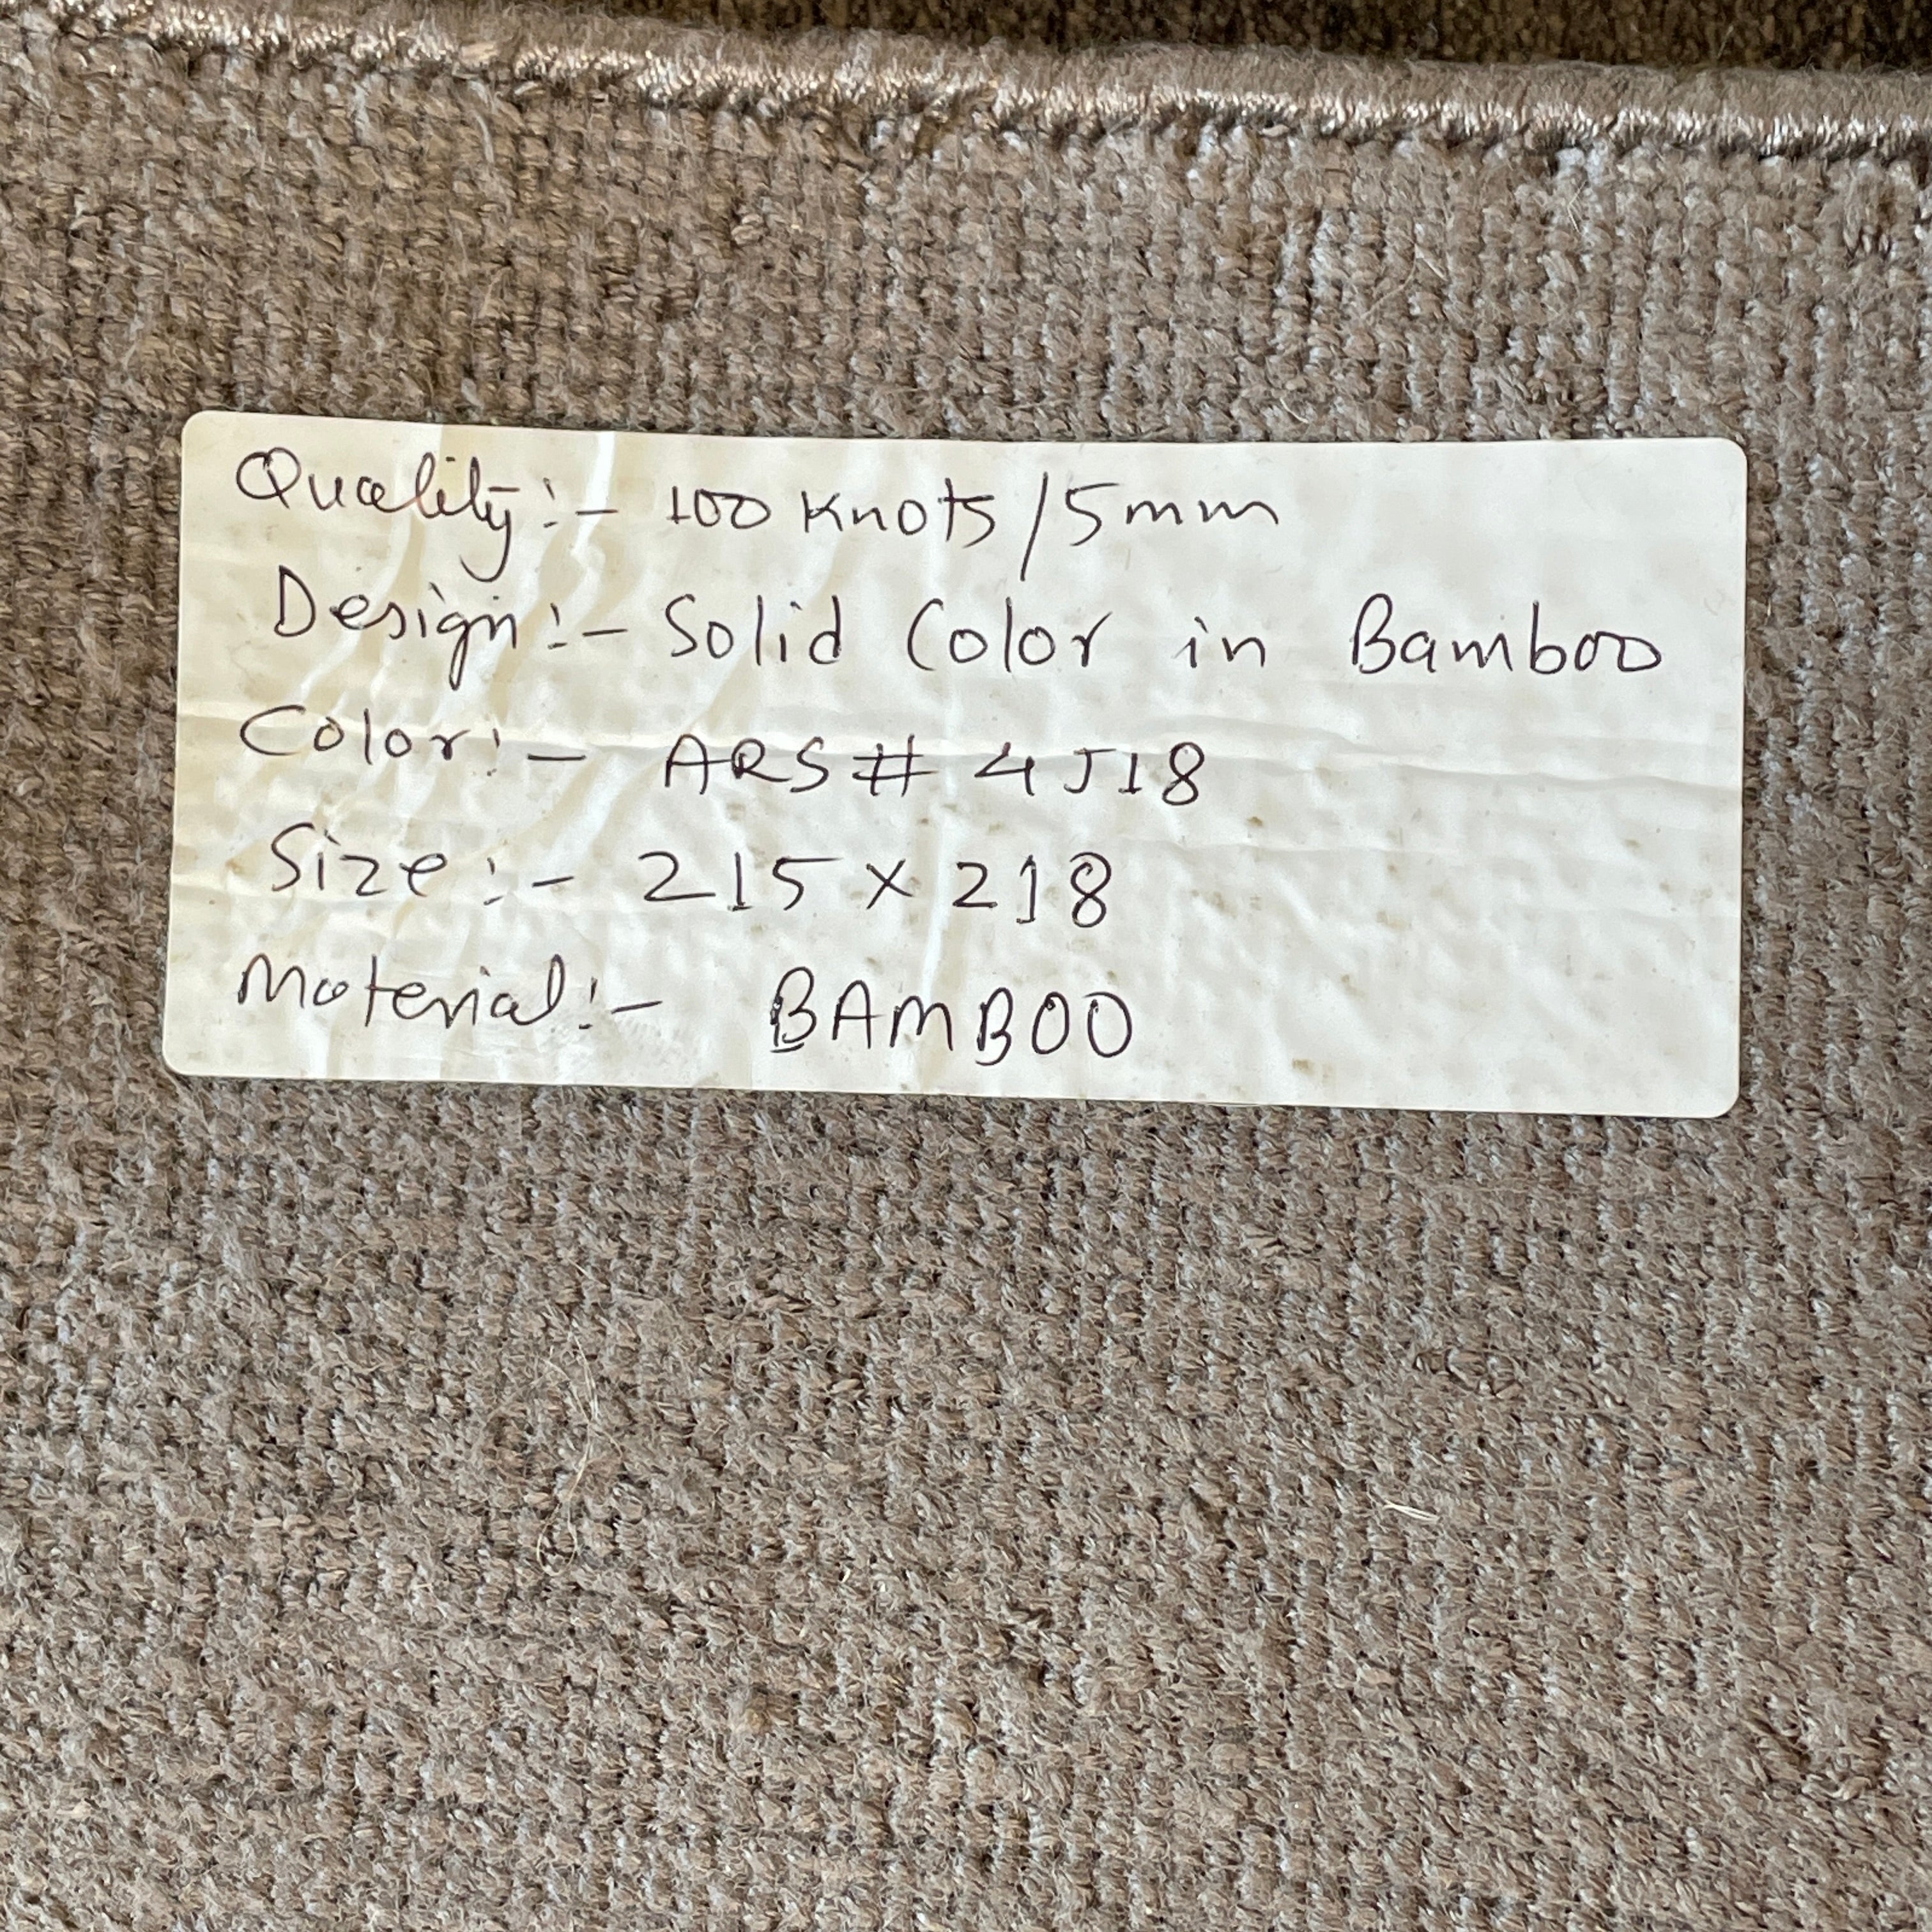 Quality:- 100 Knots/5mm
Design:- Solid Color in Bamboo
Color:- ARS# 4J18
Size:- 215 x 218
Material:- BAMBOO